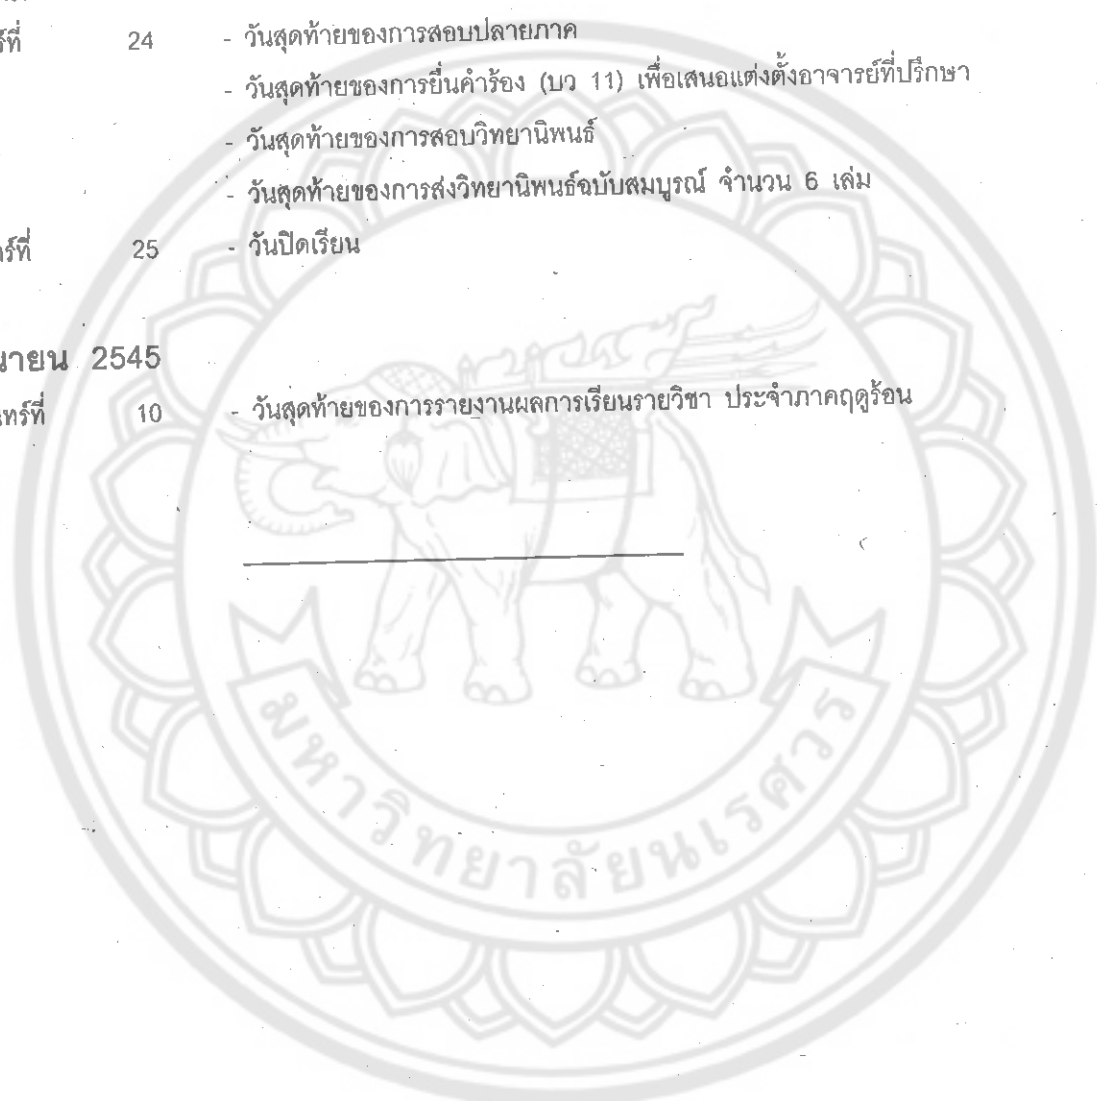 ร์ที่ 24 - วันสุดท้ายของการสอบปลายภาค
- วันสุดท้ายของการยื่นคำร้อง (บว 11) เพื่อเสนอแต่งตั้งอาจารย์ที่ปรึกษา
- วันสุดท้ายของการสอบวิทยานิพนธ์
- วันสุดท้ายของการส่งวิทยานิพนธ์ฉบับสมบูรณ์ จำนวน 6 เล่ม
าร์ที่ 25 - วันปิดเรียน
นายน 2545
นทร์ที่ 10 - วันสุดท้ายของการรายงานผลการเรียนรายวิชา ประจำภาคฤดูร้อน
มหาวิทยาลัยนเรศวร